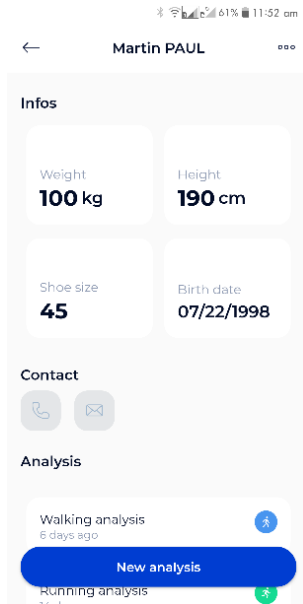 61% 11:52 am
Martin PAUL
Infos
Weight
100 kg
Height
190 cm
Shoe size
45
Birth date
07/22/1998
Contact
Analysis
Walking analysis
6 days ago
New analysis
Running analysis